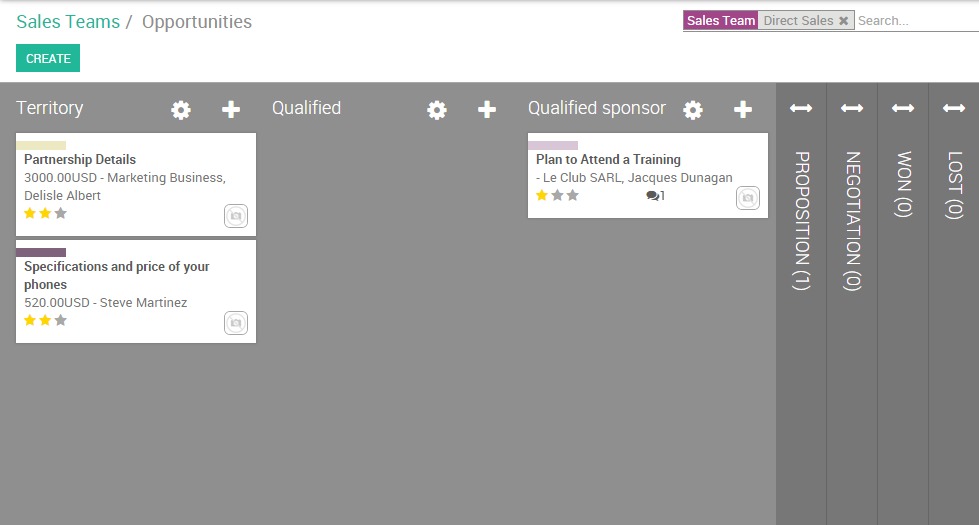 Sales Teams / Opportunities
Sales Team Direct Sales ✖ Search...
CREATE
Territory
Partnership Details
3000.00USD - Marketing Business,
Delisle Albert
Specifications and price of your
phones
520.00USD - Steve Martinez
Qualified
Qualified sponsor
Plan to Attend a Training
- Le Club SARL, Jacques Dunagan
1
PROPOSITION (1)
NEGOTIATION (0)
WON (0)
LOST (0)